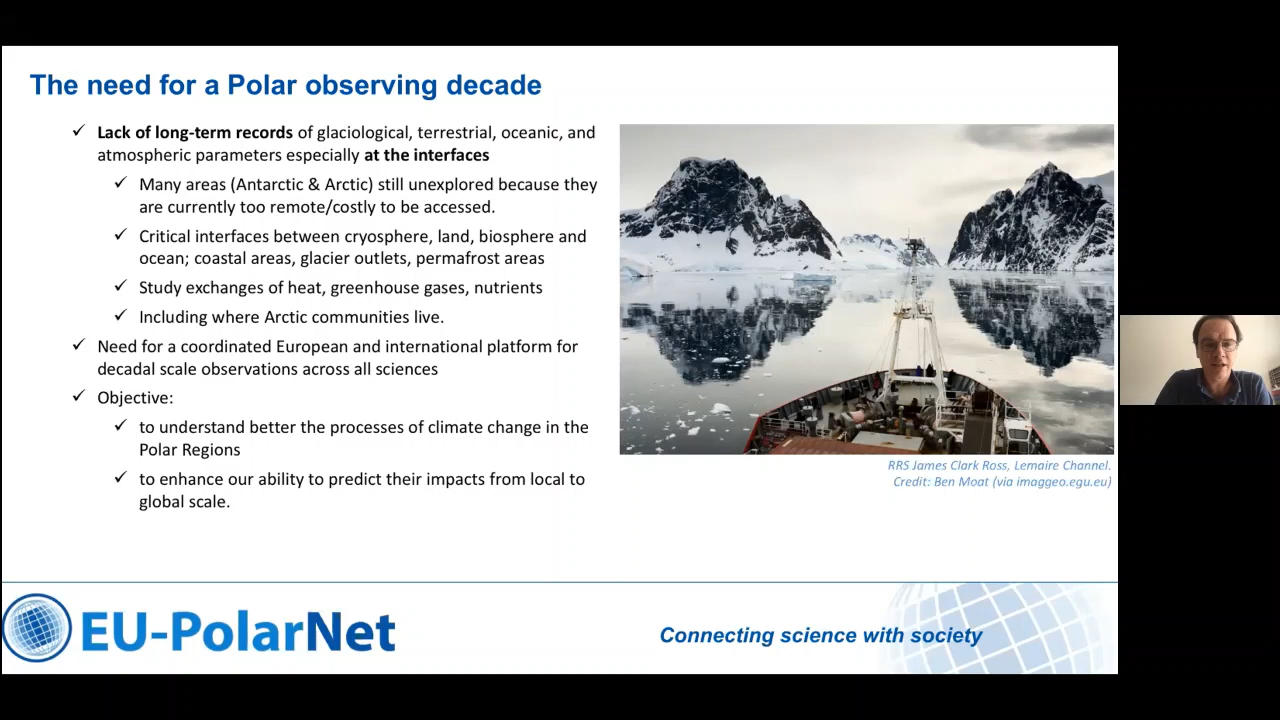 The need for a Polar observing decade
✓ Lack of long-term records of glaciological, terrestrial, oceanic, and
atmospheric parameters especially at the interfaces
✓ Many areas (Antarctic & Arctic) still unexplored because they
are currently too remote/costly to be accessed.
✓ Critical interfaces between cryosphere, land, biosphere and
ocean; coastal areas, glacier outlets, permafrost areas
✓ Study exchanges of heat, greenhouse gases, nutrients
✓ Including where Arctic communities live.
✓ Need for a coordinated European and international platform for
decadal scale observations across all sciences
✓ Objective:
✓ to understand better the processes of climate change in the
Polar Regions
✓ to enhance our ability to predict their impacts from local to
global scale.
RRS James Clark Ross, Lemaire Channel.
Credit: Ben Moat (via imaggeo.egu.eu)
EU-PolarNet
Connecting science with society